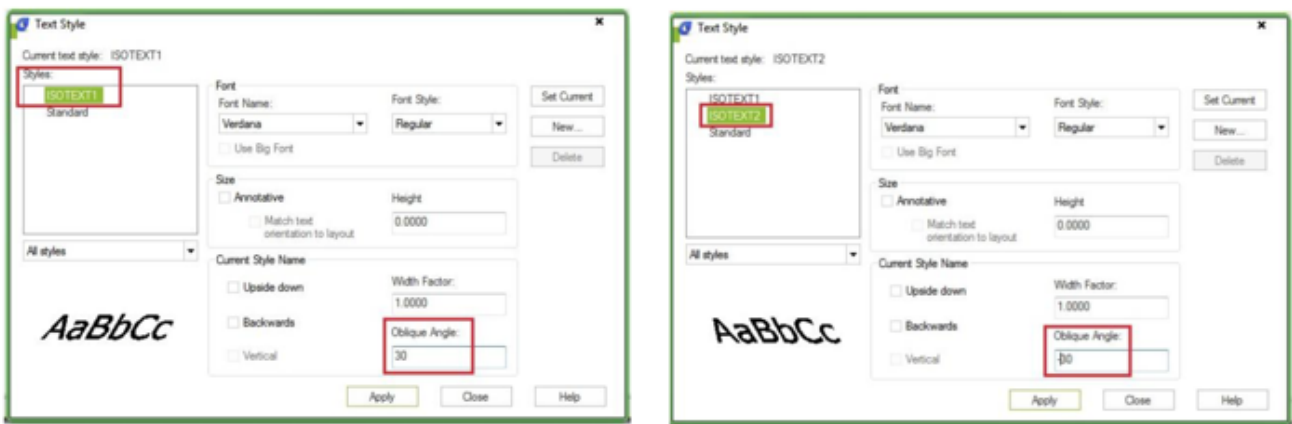 Text Style
Current text style: ISOTEXT1
Styles:
ISOTEXT1
Standard
All styles
AaBbCc
Font
Font Name:
Verdana
Font Style:
Regular
Use Big Font
Size
Annotative
Match text
orientation to layout
Height
0.0000
Current Style Name
Upside down
Backwards
Vertical
Width Factor:
1.0000
Oblique Angle:
30
Set Current
New...
Delete
Apply
Close
Help
Text Style
Current text style: ISOTEXT2
Styles:
ISOTEXT1
ISOTEXT2
Standard
All styles
AaBbCc
Font
Font Name:
Verdana
Font Style:
Regular
Use Big Font
Size
Annotative
Match text
orientation to layout
Height
0.0000
Current Style Name
Upside down
Backwards
Vertical
Width Factor:
1.0000
Oblique Angle:
-30
Set Current
New...
Delete
Apply
Close
Help